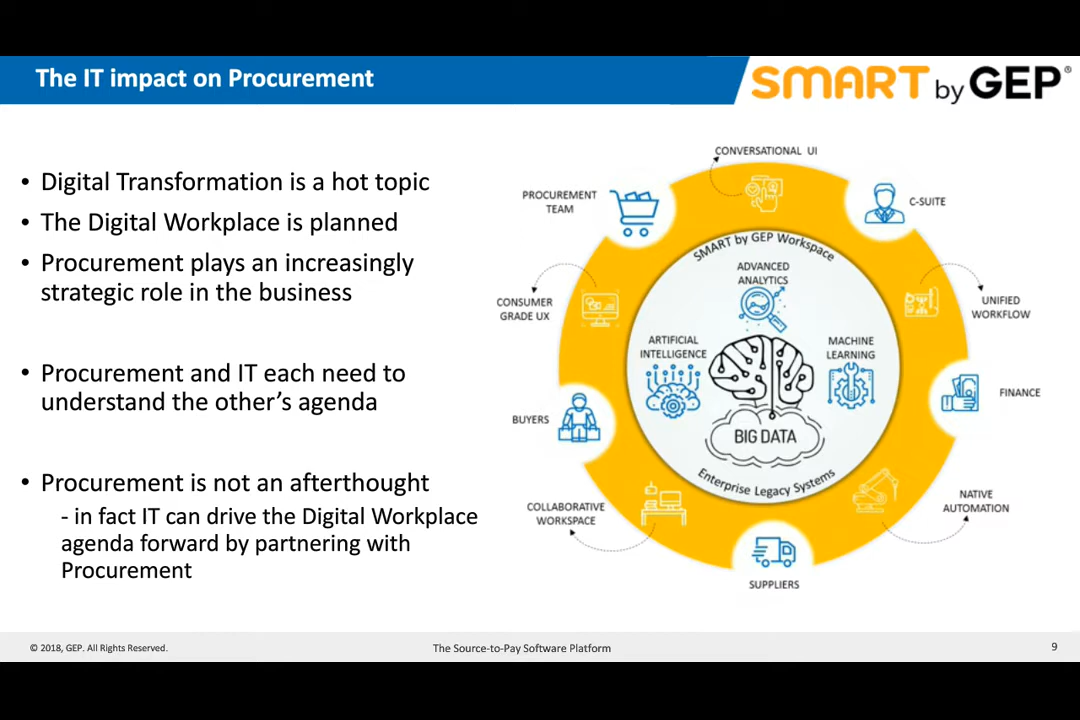 The IT impact on Procurement
SMART by GEP®
• Digital Transformation is a hot topic
• The Digital Workplace is planned
• Procurement plays an increasingly
strategic role in the business
• Procurement and IT each need to
understand the other’s agenda
• Procurement is not an afterthought
- in fact IT can drive the Digital Workplace
agenda forward by partnering with
Procurement
CONVERSATIONAL UI
PROCUREMENT
TEAM
C-SUITE
SMART by GEP Workspace
ADVANCED
ANALYTICS
CONSUMER
GRADE UX
UNIFIED
WORKFLOW
ARTIFICIAL
INTELLIGENCE
MACHINE
LEARNING
BUYERS
FINANCE
BIG DATA
Enterprise Legacy Systems
COLLABORATIVE
WORKSPACE
NATIVE
AUTOMATION
SUPPLIERS
© 2018, GEP. All Rights Reserved.
The Source-to-Pay Software Platform
9